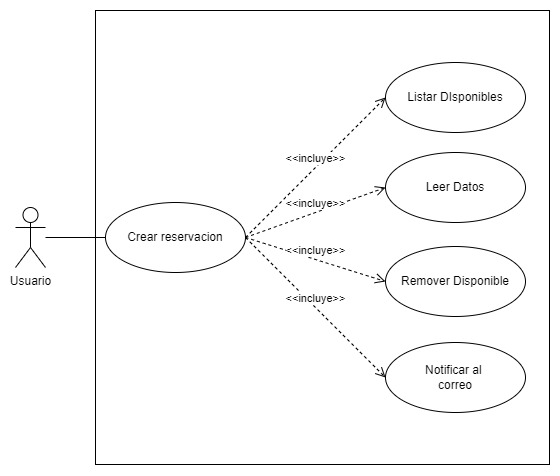 Listar DIsponibles
<<incluye>>
Leer Datos
<<incluye>>
Crear reservacion
<<incluye>>
Remover Disponible
Usuario
<<incluye>>
Notificar al
correo